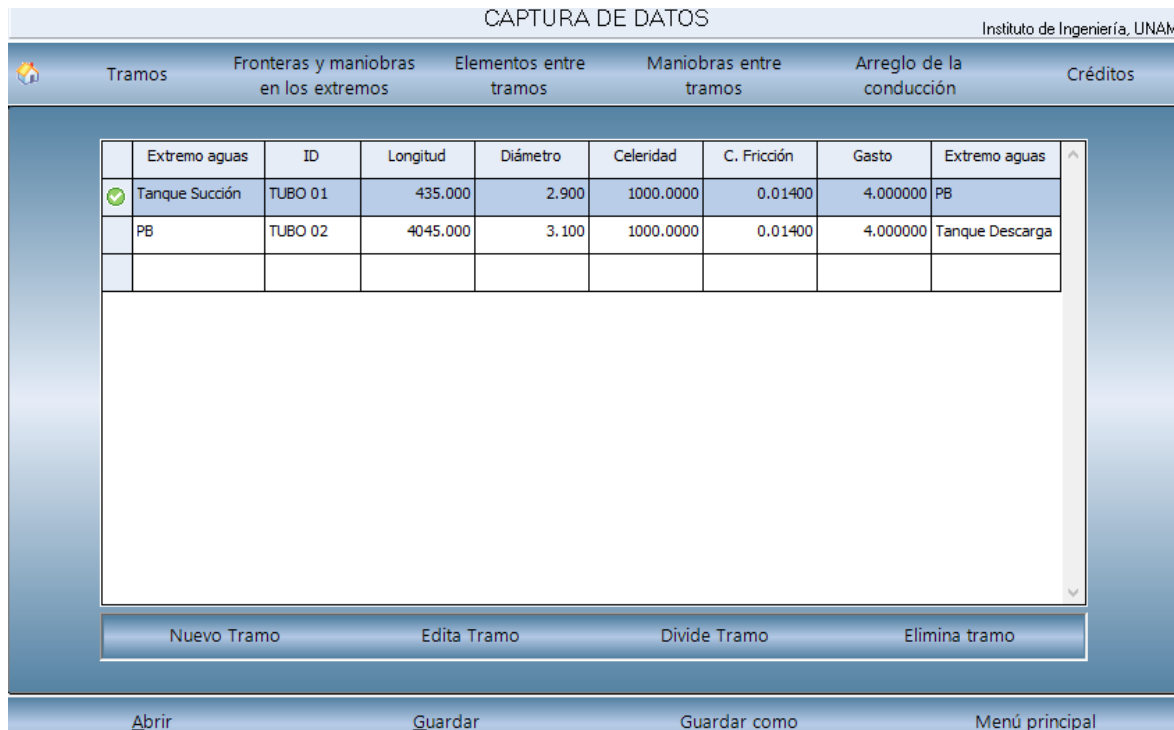 CAPTURA DE DATOS
Instituto de Ingeniería, UNAM
Tramos
Fronteras y maniobras
en los extremos
Elementos entre
tramos
Maniobras entre
tramos
Arreglo de la
conducción
Créditos
Extremo aguas ID Longitud Diámetro Celeridad C. Fricción Gasto Extremo aguas
Tanque Succión TUBO 01 435.000 2.900 1000.0000 0.01400 4.000000 PB
PB TUBO 02 4045.000 3.100 1000.0000 0.01400 4.000000 Tanque Descarga
Nuevo Tramo Edita Tramo Divide Tramo Elimina tramo
Abrir Guardar Guardar como Menú principal